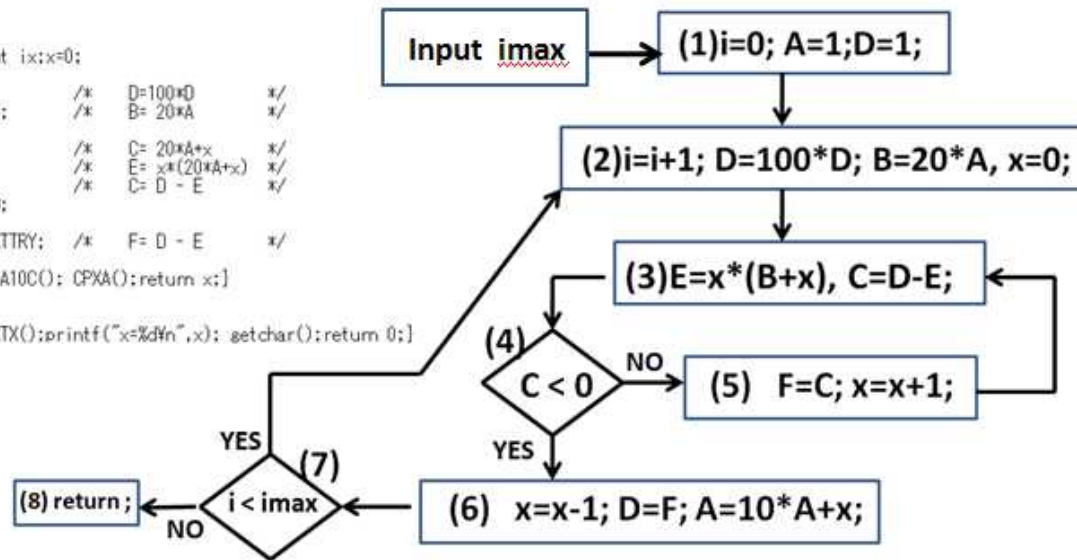 ix;x=0;
/* D=100*D */
; /* B= 20*A */
/* C= 20*A+x */
/* E= x*(20*A+x) */
/* C= D - E */
;
TTRY; /* F= D - E */
A10C(); CPXA();return x;}
TX();printf("x=%d¥n",x); getchar();return 0;}
Input imax
(1)i=0; A=1;D=1;
(2)i=i+1; D=100*D; B=20*A, x=0;
(3)E=x*(B+x), C=D-E;
(4)
C < 0
NO
(5) F=C; x=x+1;
YES
(6) x=x-1; D=F; A=10*A+x;
YES
(7)
i < imax
NO
(8) return ;